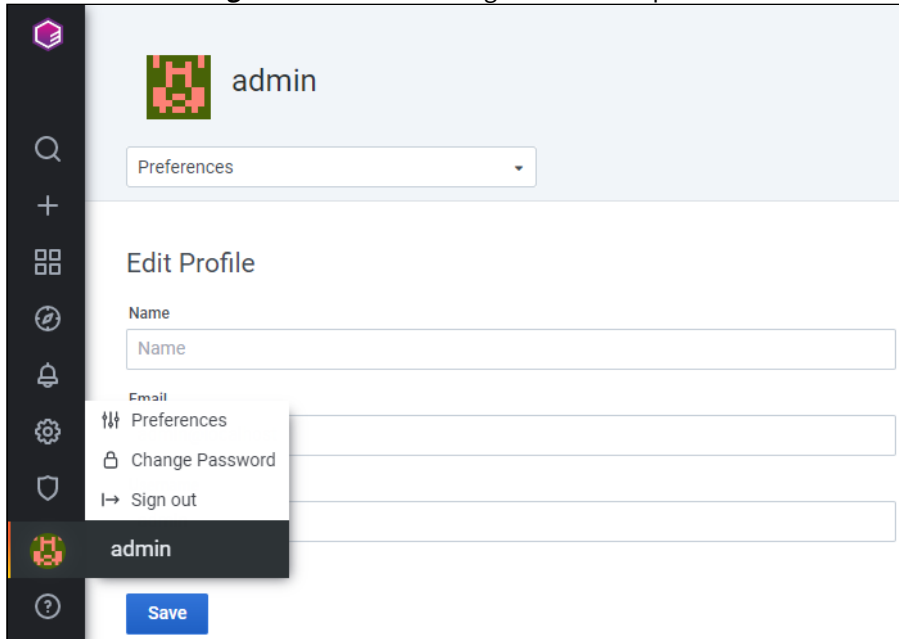 admin
Preferences
Edit Profile
Name
Name
Email
Preferences
Change Password
Sign out
admin
Save